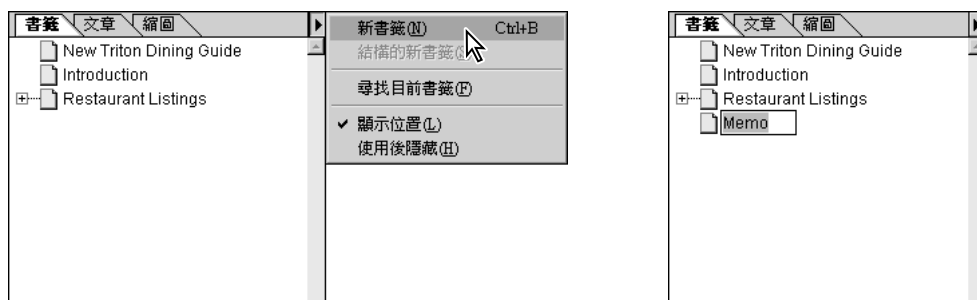 書籤 文章 縮圖
New Triton Dining Guide
Introduction
Restaurant Listings
新書籤(N) Ctrl+B
結構的新書籤
尋找目前書籤(F)
顯示位置(L)
使用後隱藏(H)
書籤 文章 縮圖
New Triton Dining Guide
Introduction
Restaurant Listings
Memo